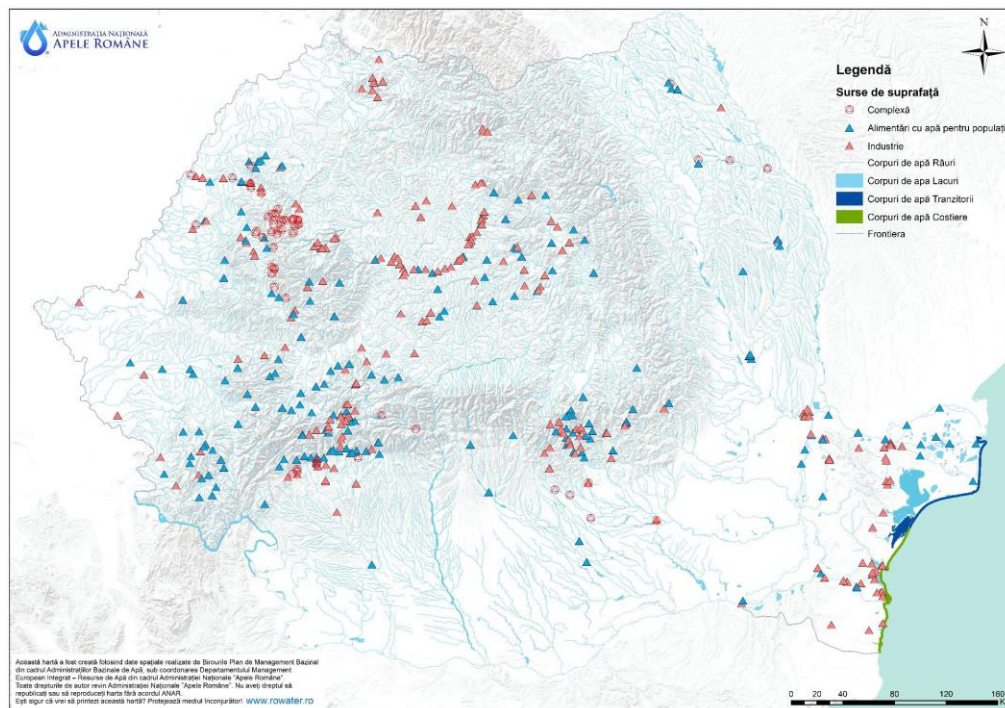 ADMINISTRAȚIA NAȚIONALĂ
APELE ROMÂNE
N
Legendă
Surse de suprafață
Complexă
Alimentări cu apă pentru populați
Industrie
Corpuri de apă Râuri
Corpuri de apa Lacuri
Corpuri de apă Tranzitorii
Corpuri de apă Costiere
Frontiera
Această hartă a fost creată folosind date spațiale realizate de Birourile Plan de Management Bazinal
din cadrul Administrațiilor Bazinale de Apă, sub coordonarea Departamentului Management
European Integrat – Resurse de Apă din cadrul Administrației Naționale "Apele Române".
Toate drepturile de autor revin Administrației Naționale "Apele Române". Nu aveți dreptul să
republicați sau să reproduceți harta fără acordul ANAR.
Ești sigur că vrei să printezi această hartă? Protejează mediul înconjurător! www.rowater.ro
0 20 40 80 120 160